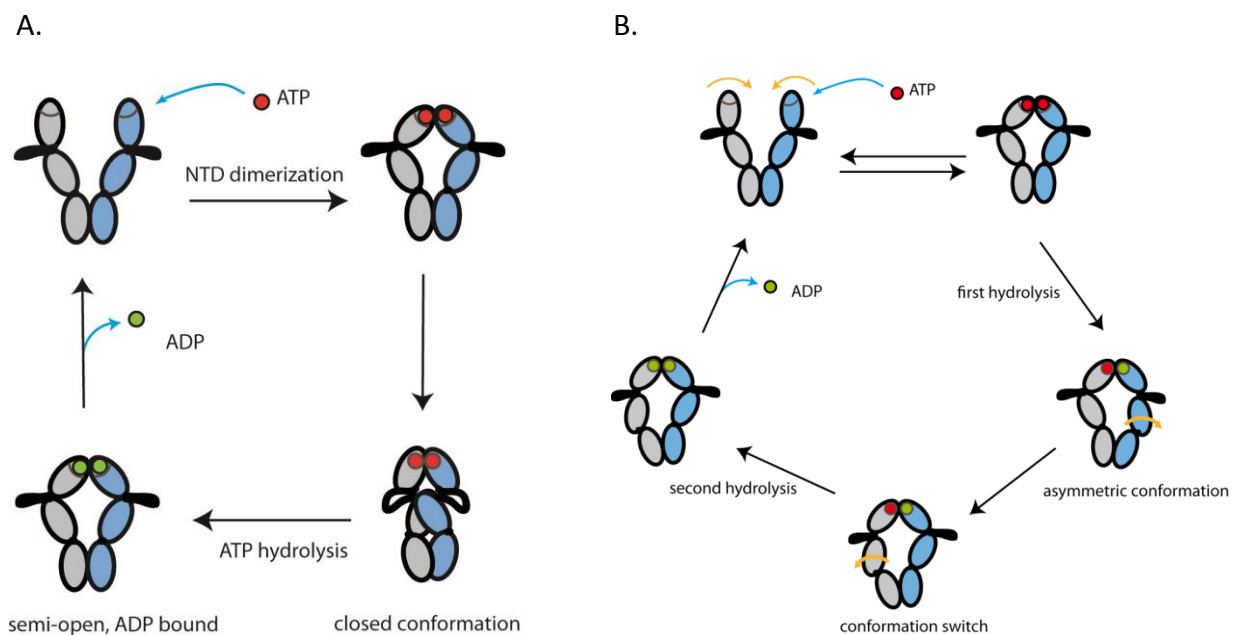 A.
ATP
NTD dimerization
ADP
ATP hydrolysis
semi-open, ADP bound
closed conformation
B.
ATP
first hydrolysis
ADP
second hydrolysis
asymmetric conformation
conformation switch